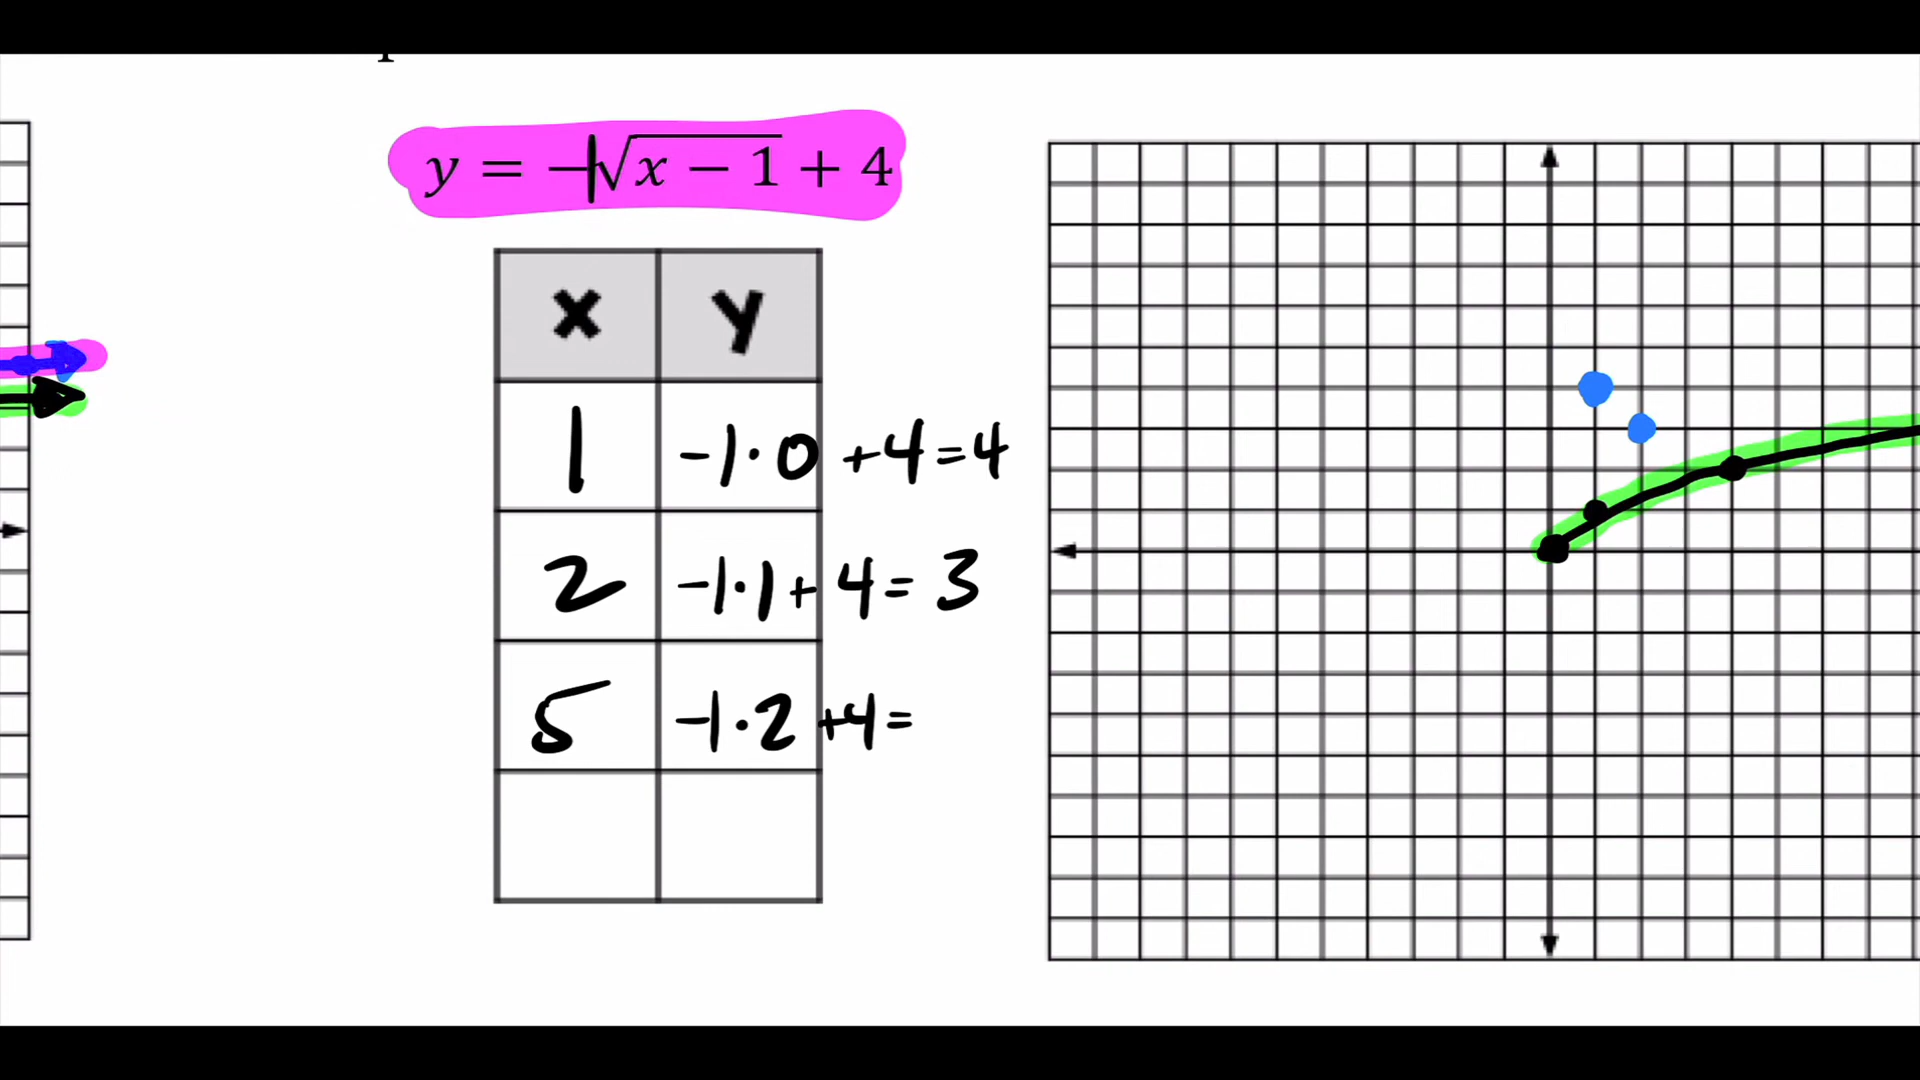 y = -1√x - 1 + 4
x y
1 -1·0 +4=4
2 -1·1+ 4= 3
5 -1·2 +4=